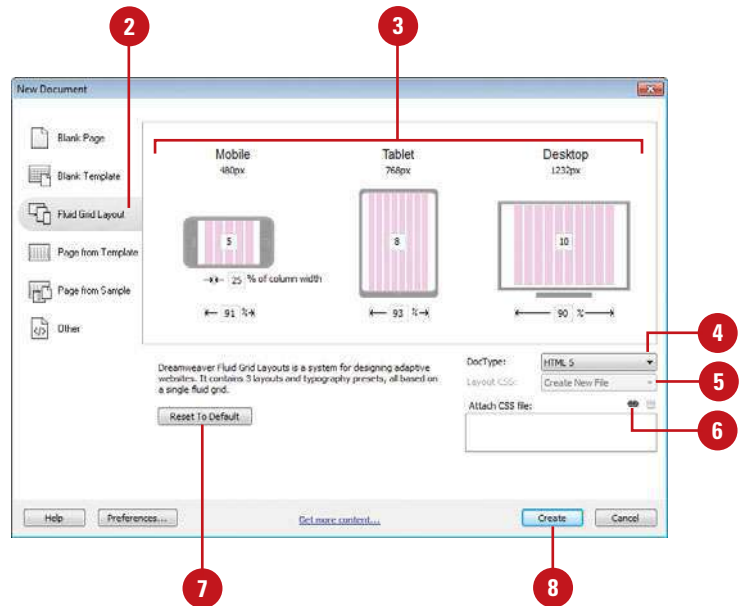 2
3
New Document
Blank Page
Blank Template
Fluid Grid Layout
Page from Template
Page from Sample
Other
Mobile
480px
5
25 % of column width
91 %
Tablet
768px
8
93 %
Desktop
1232px
10
90 %
Dreamweaver Fluid Grid Layouts is a system for designing adaptive
websites. It contains 3 layouts and typography presets, all based on
a single fluid grid.
Reset To Default
DocType: HTML 5
Layout CSS: Create New File
Attach CSS file:
4
5
6
Help
Preferences...
Get more content...
Create
Cancel
7
8